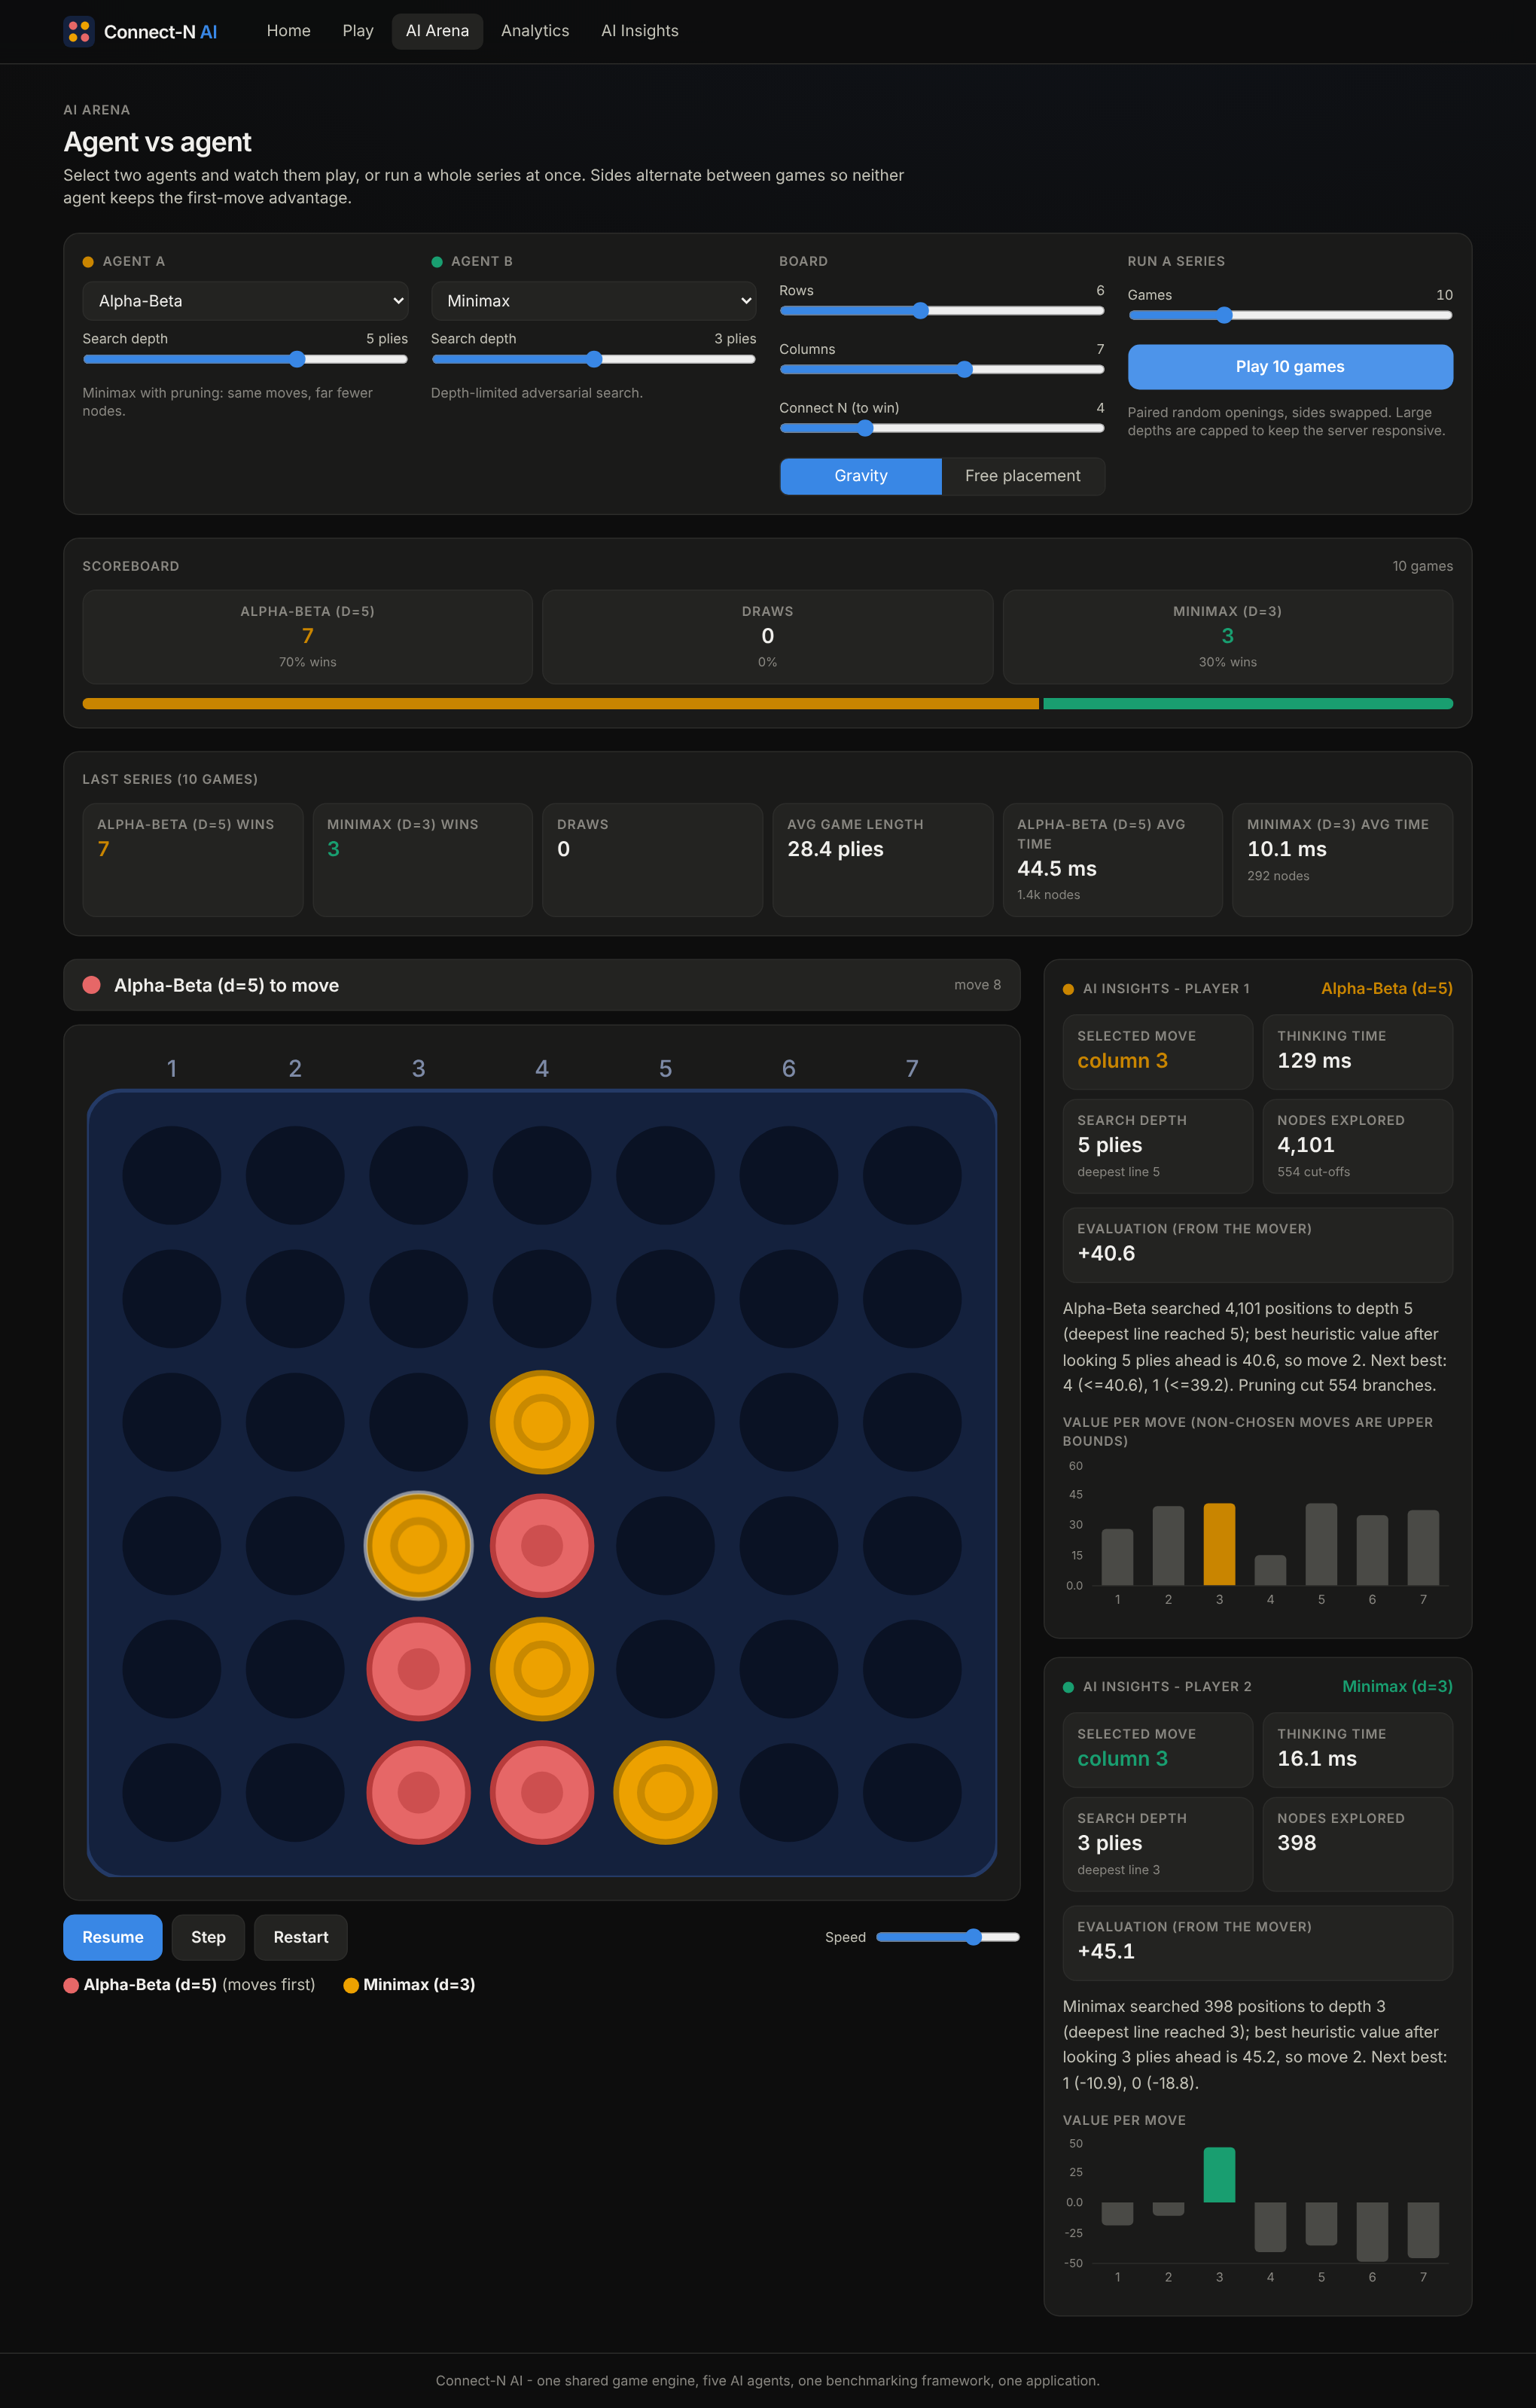 Connect-N AI
Home
Play
AI Arena
Analytics
AI Insights
AI ARENA
Agent vs agent
Select two agents and watch them play, or run a whole series at once. Sides alternate between games so neither
agent keeps the first-move advantage.
AGENT A
Alpha-Beta
Search depth
5 plies
Minimax with pruning: same moves, far fewer
nodes.
AGENT B
Minimax
Search depth
3 plies
Depth-limited adversarial search.
BOARD
Rows
6
Columns
7
Connect N (to win)
4
Gravity
Free placement
RUN A SERIES
Games
10
Play 10 games
Paired random openings, sides swapped. Large
depths are capped to keep the server responsive.
SCOREBOARD
10 games
ALPHA-BETA (D=5)
7
70% wins
DRAWS
0
0%
MINIMAX (D=3)
3
30% wins
LAST SERIES (10 GAMES)
ALPHA-BETA (D=5) WINS
7
MINIMAX (D=3) WINS
3
DRAWS
0
AVG GAME LENGTH
28.4 plies
ALPHA-BETA (D=5) AVG
TIME
44.5 ms
1.4k nodes
MINIMAX (D=3) AVG TIME
10.1 ms
292 nodes
Alpha-Beta (d=5) to move
move 8
1 2 3 4 5 6 7
Resume
Step
Restart
Speed
Alpha-Beta (d=5) (moves first)
Minimax (d=3)
AI INSIGHTS - PLAYER 1
Alpha-Beta (d=5)
SELECTED MOVE
column 3
THINKING TIME
129 ms
SEARCH DEPTH
5 plies
deepest line 5
NODES EXPLORED
4,101
554 cut-offs
EVALUATION (FROM THE MOVER)
+40.6
Alpha-Beta searched 4,101 positions to depth 5
(deepest line reached 5); best heuristic value after
looking 5 plies ahead is 40.6, so move 2. Next best:
4 (<=40.6), 1 (<=39.2). Pruning cut 554 branches.
VALUE PER MOVE (NON-CHOSEN MOVES ARE UPPER
BOUNDS)
60
45
30
15
0.0
1 2 3 4 5 6 7
AI INSIGHTS - PLAYER 2
Minimax (d=3)
SELECTED MOVE
column 3
THINKING TIME
16.1 ms
SEARCH DEPTH
3 plies
deepest line 3
NODES EXPLORED
398
EVALUATION (FROM THE MOVER)
+45.1
Minimax searched 398 positions to depth 3
(deepest line reached 3); best heuristic value after
looking 3 plies ahead is 45.2, so move 2. Next best:
1 (-10.9), 0 (-18.8).
VALUE PER MOVE
50
25
0.0
-25
-50
1 2 3 4 5 6 7
Connect-N AI - one shared game engine, five AI agents, one benchmarking framework, one application.